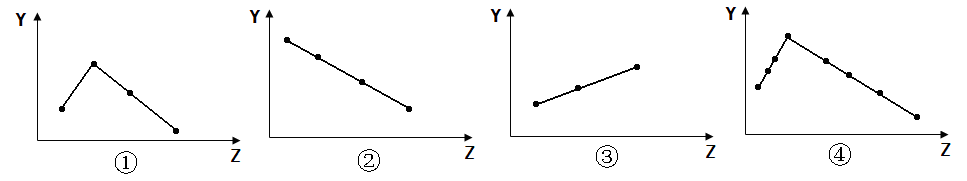 Y Y Y Y
Z Z Z Z
① ② ③ ④